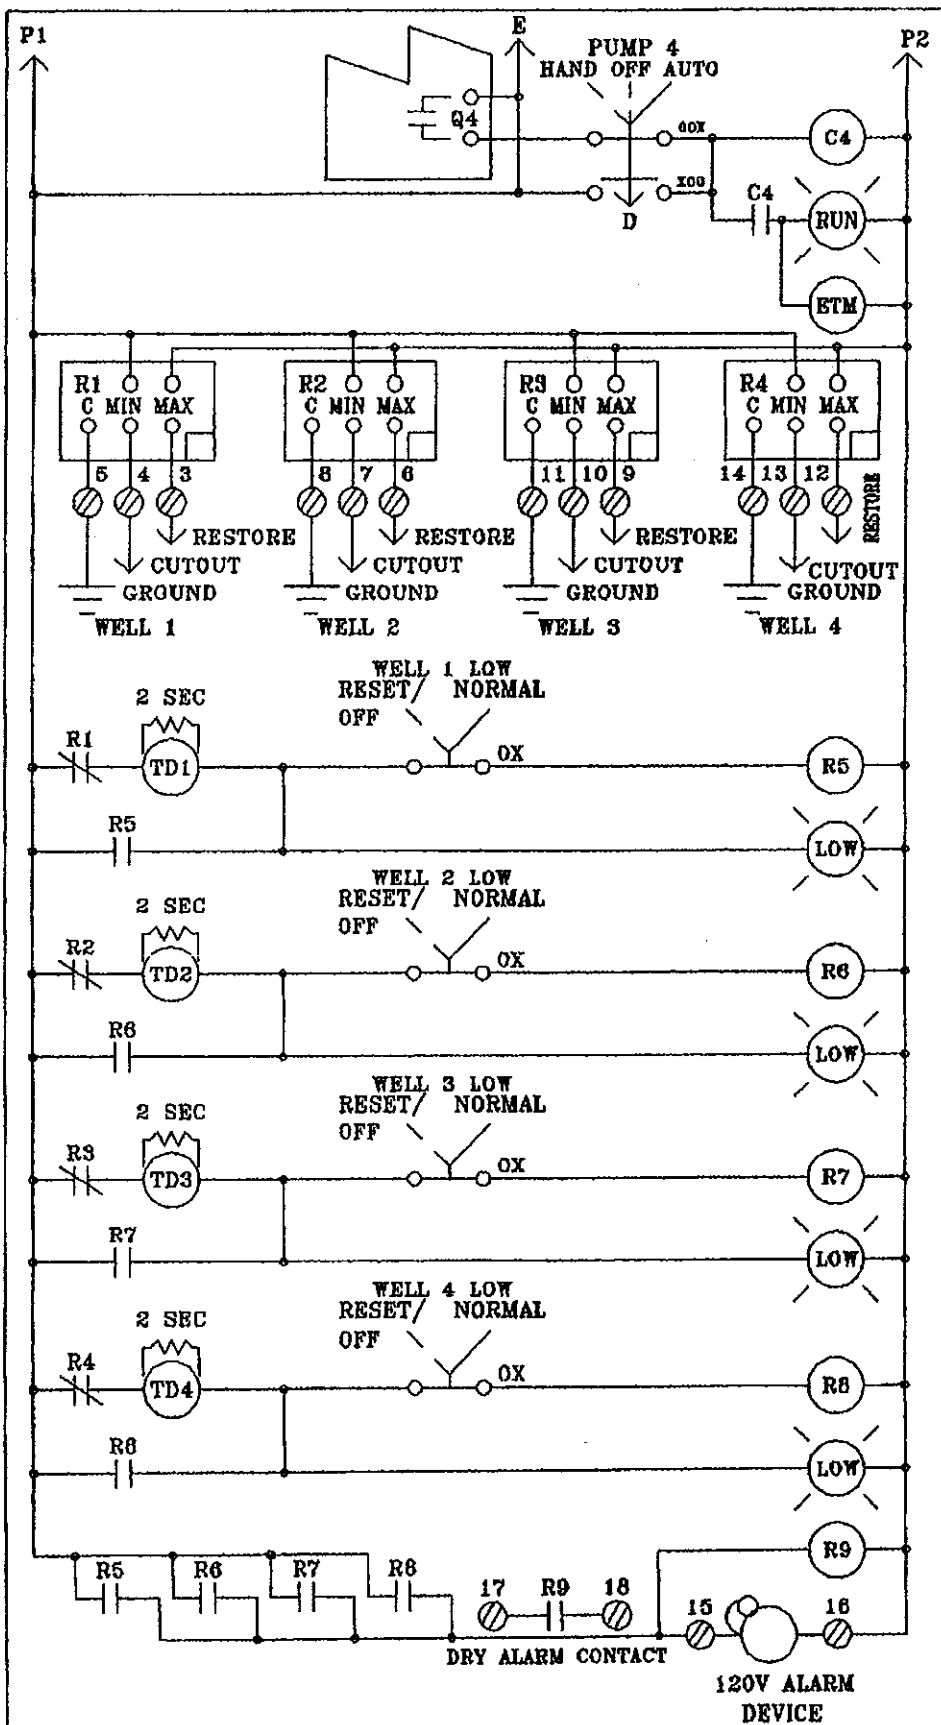 P1
E
P2
PUMP 4
HAND OFF AUTO
Q4
OOX
C4
XOO
C4
D
RUN
ETM
R1
R2
R3
R4
C MIN MAX
C MIN MAX
C MIN MAX
C MIN MAX
5 4 3
8 7 6
11 10 9
14 13 12
RESTORE
RESTORE
RESTORE
RESTORE
CUTOUT
CUTOUT
CUTOUT
CUTOUT
GROUND
GROUND
GROUND
GROUND
WELL 1
WELL 2
WELL 3
WELL 4
WELL 1 LOW
RESET/ NORMAL
OFF
2 SEC
R1
TD1
OX
R5
R5
LOW
WELL 2 LOW
RESET/ NORMAL
OFF
2 SEC
R2
TD2
OX
R6
R6
LOW
WELL 3 LOW
RESET/ NORMAL
OFF
2 SEC
R3
TD3
OX
R7
R7
LOW
WELL 4 LOW
RESET/ NORMAL
OFF
2 SEC
R4
TD4
OX
R8
R8
LOW
R9
R5
R6
R7
R8
17 R9 18
15
16
DRY ALARM CONTACT
120V ALARM
DEVICE